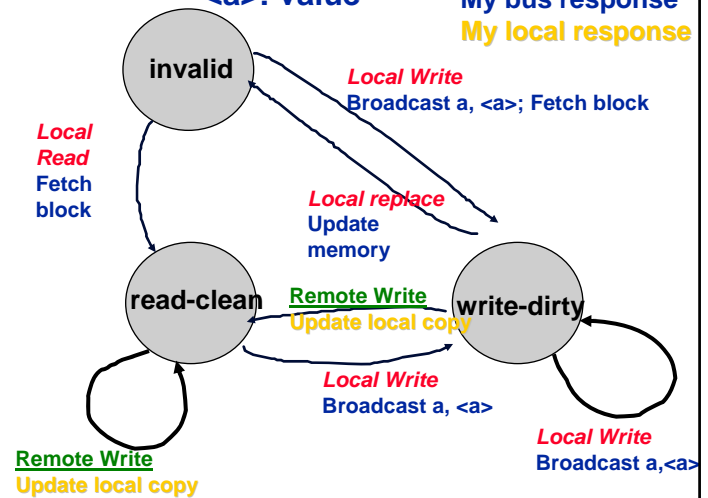 <a>: value
My bus response
My local response
invalid
Local Write
Broadcast a, <a>; Fetch block
Local
Read
Fetch
block
Local replace
Update
memory
read-clean
Remote Write
Update local copy
write-dirty
Local Write
Broadcast a, <a>
Local Write
Broadcast a,<a>
Remote Write
Update local copy